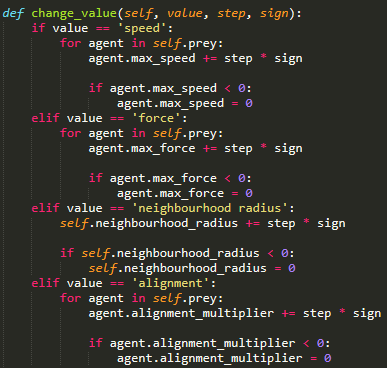 def change_value(self, value, step, sign):
    if value == 'speed':
        for agent in self.prey:
            agent.max_speed += step * sign

            if agent.max_speed < 0:
                agent.max_speed = 0
    elif value == 'force':
        for agent in self.prey:
            agent.max_force += step * sign

            if agent.max_force < 0:
                agent.max_force = 0
    elif value == 'neighbourhood radius':
        self.neighbourhood_radius += step * sign

        if self.neighbourhood_radius < 0:
            self.neighbourhood_radius = 0
    elif value == 'alignment':
        for agent in self.prey:
            agent.alignment_multiplier += step * sign

            if agent.alignment_multiplier < 0:
                agent.alignment_multiplier = 0